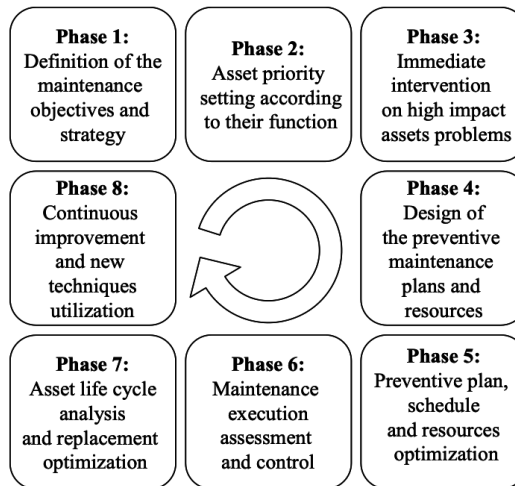 Phase 1:
Definition of the
maintenance
objectives and
strategy
Phase 2:
Asset priority
setting according
to their function
Phase 3:
Immediate
intervention
on high impact
assets problems
Phase 8:
Continuous
improvement
and new
techniques
utilization
Phase 4:
Design of
the preventive
maintenance
plans and
resources
Phase 7:
Asset life cycle
analysis
and replacement
optimization
Phase 6:
Maintenance
execution
assessment
and control
Phase 5:
Preventive plan,
schedule
and resources
optimization